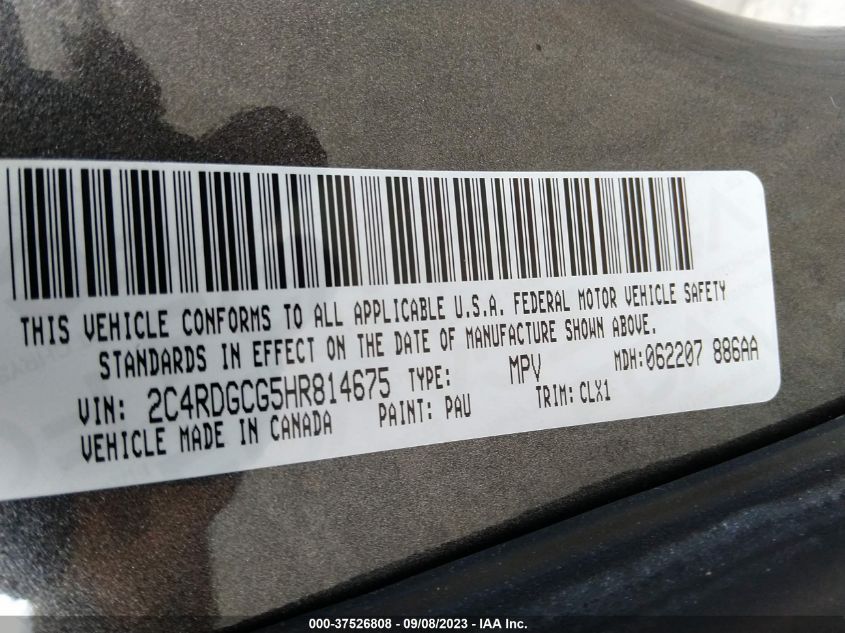 THIS VEHICLE CONFORMS TO ALL APPLICABLE U.S.A. FEDERAL MOTOR VEHICLE SAFETY
STANDARDS IN EFFECT ON THE DATE OF MANUFACTURE SHOWN ABOVE.
VIN: 2C4RDGCG5HR814675 TYPE: MPV MDH:062207 886AA
VEHICLE MADE IN CANADA PAINT: PAU TRIM:CLX1
000-37526808 - 09/08/2023 - IAA Inc.